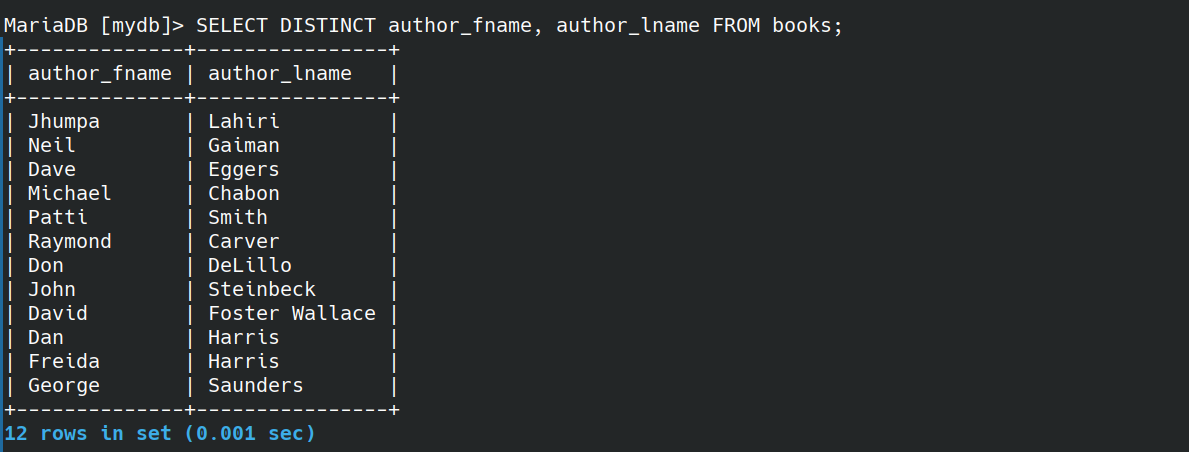 MariaDB [mydb]> SELECT DISTINCT author_fname, author_lname FROM books;
+--------------+----------------+
| author_fname | author_lname   |
+--------------+----------------+
| Jhumpa       | Lahiri         |
| Neil         | Gaiman         |
| Dave         | Eggers         |
| Michael      | Chabon         |
| Patti        | Smith          |
| Raymond      | Carver         |
| Don          | DeLillo        |
| John         | Steinbeck      |
| David        | Foster Wallace |
| Dan          | Harris         |
| Freida       | Harris         |
| George       | Saunders       |
+--------------+----------------+
12 rows in set (0.001 sec)